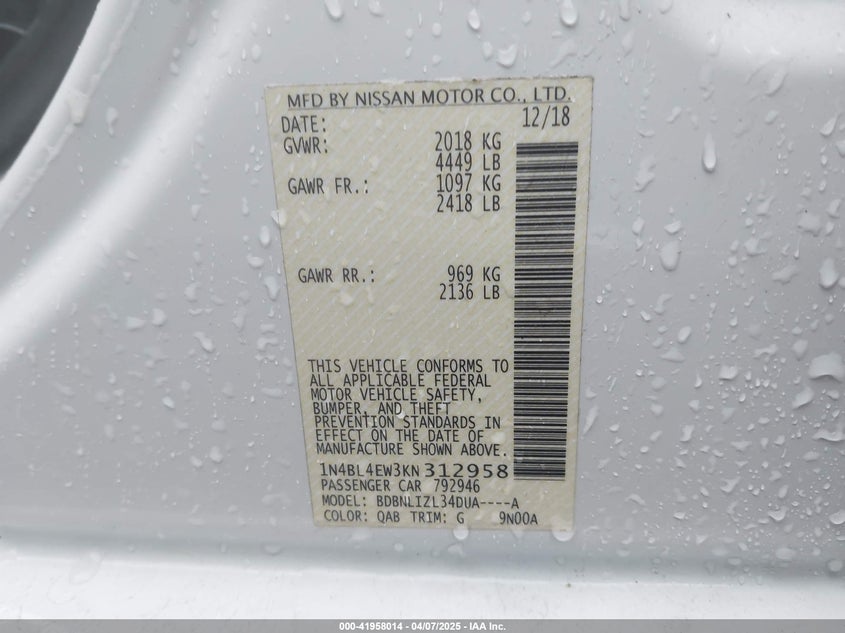 MFD BY NISSAN MOTOR CO., LTD.
DATE: 12/18
GVWR: 2018 KG
4449 LB
GAWR FR.: 1097 KG
2418 LB
GAWR RR.: 969 KG
2136 LB
THIS VEHICLE CONFORMS TO
ALL APPLICABLE FEDERAL
MOTOR VEHICLE SAFETY,
BUMPER, AND THEFT
PREVENTION STANDARDS IN
EFFECT ON THE DATE OF
MANUFACTURE SHOWN ABOVE.
1N4BL4EW3KN312958
PASSENGER CAR 792946
MODEL: BDBNLIZL34DUA----A
COLOR: QAB TRIM: G 9N00A
000-41958014 - 04/07/2025 - IAA Inc.